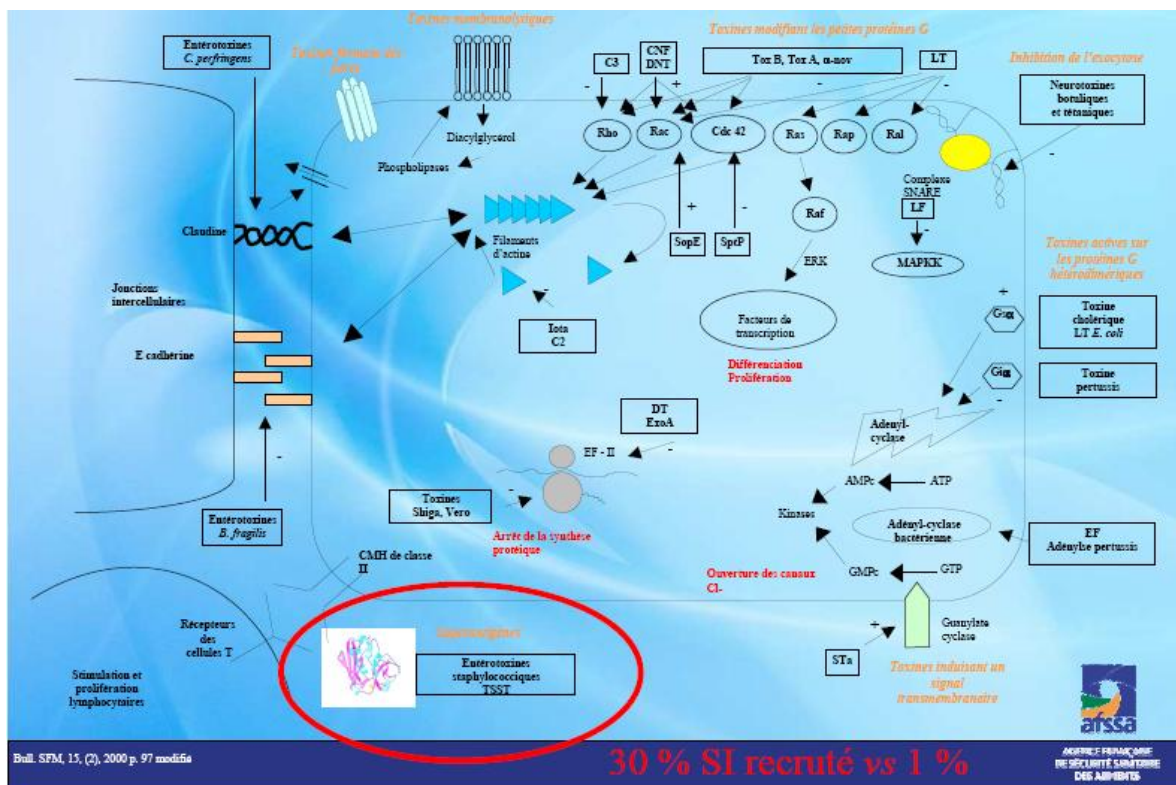 Toxines membranolytiques
Toxines modifiant les petites protéines G
Entérotoxines
C. perfringens
CNF
DNT
C3
Tox B, Tox A, α-nov
LT
Inhibition de l'exocytose
Neurotoxines
botuliques
et tétaniques
-
+
-
-
-
Diacylglycérol
Rho
Rac
Cdc 42
Ras
Rap
Ral
Phospholipases
Complexe
SNARE
LF
-
Claudine
Filaments
d'actine
+
-
SopE
SptP
Raf
MAPKK
Toxines actives sur
les protéines G
hétérodimériques
ERK
Jonctions
intercellulaires
-
Iota
C2
Facteurs de
transcription
+
Gsα
Toxine
cholérique
LT E. coli
E cadhérine
Différenciation
Prolifération
Giα
-
Toxine
pertussis
DT
ExoA
EF - II
-
Adenyl-
cyclase
-
Toxines
Shiga, Vero
-
AMPc
ATP
Kinases
Entérotoxines
B. fragilis
Arrêt de la synthèse
protéique
Adényl-cyclase
bactérienne
EF
Adénylse pertussis
CMH de classe
II
Ouverture des canaux
Cl-
GMPc
GTP
Récepteurs
des
cellules T
Superantigènes
Entérotoxines
staphylococciques
TSST
+
Guanylate
cyclase
STa
Toxines induisant un
signal
transmembranaire
Stimulation et
prolifération
lymphocytaires
afssa
Bull. SFM, 15, (2), 2000 p. 97 modifié
30 % SI recruté vs 1 %
AGENCE FRANÇAISE
DE SÉCURITÉ SANITAIRE
DES ALIMENTS